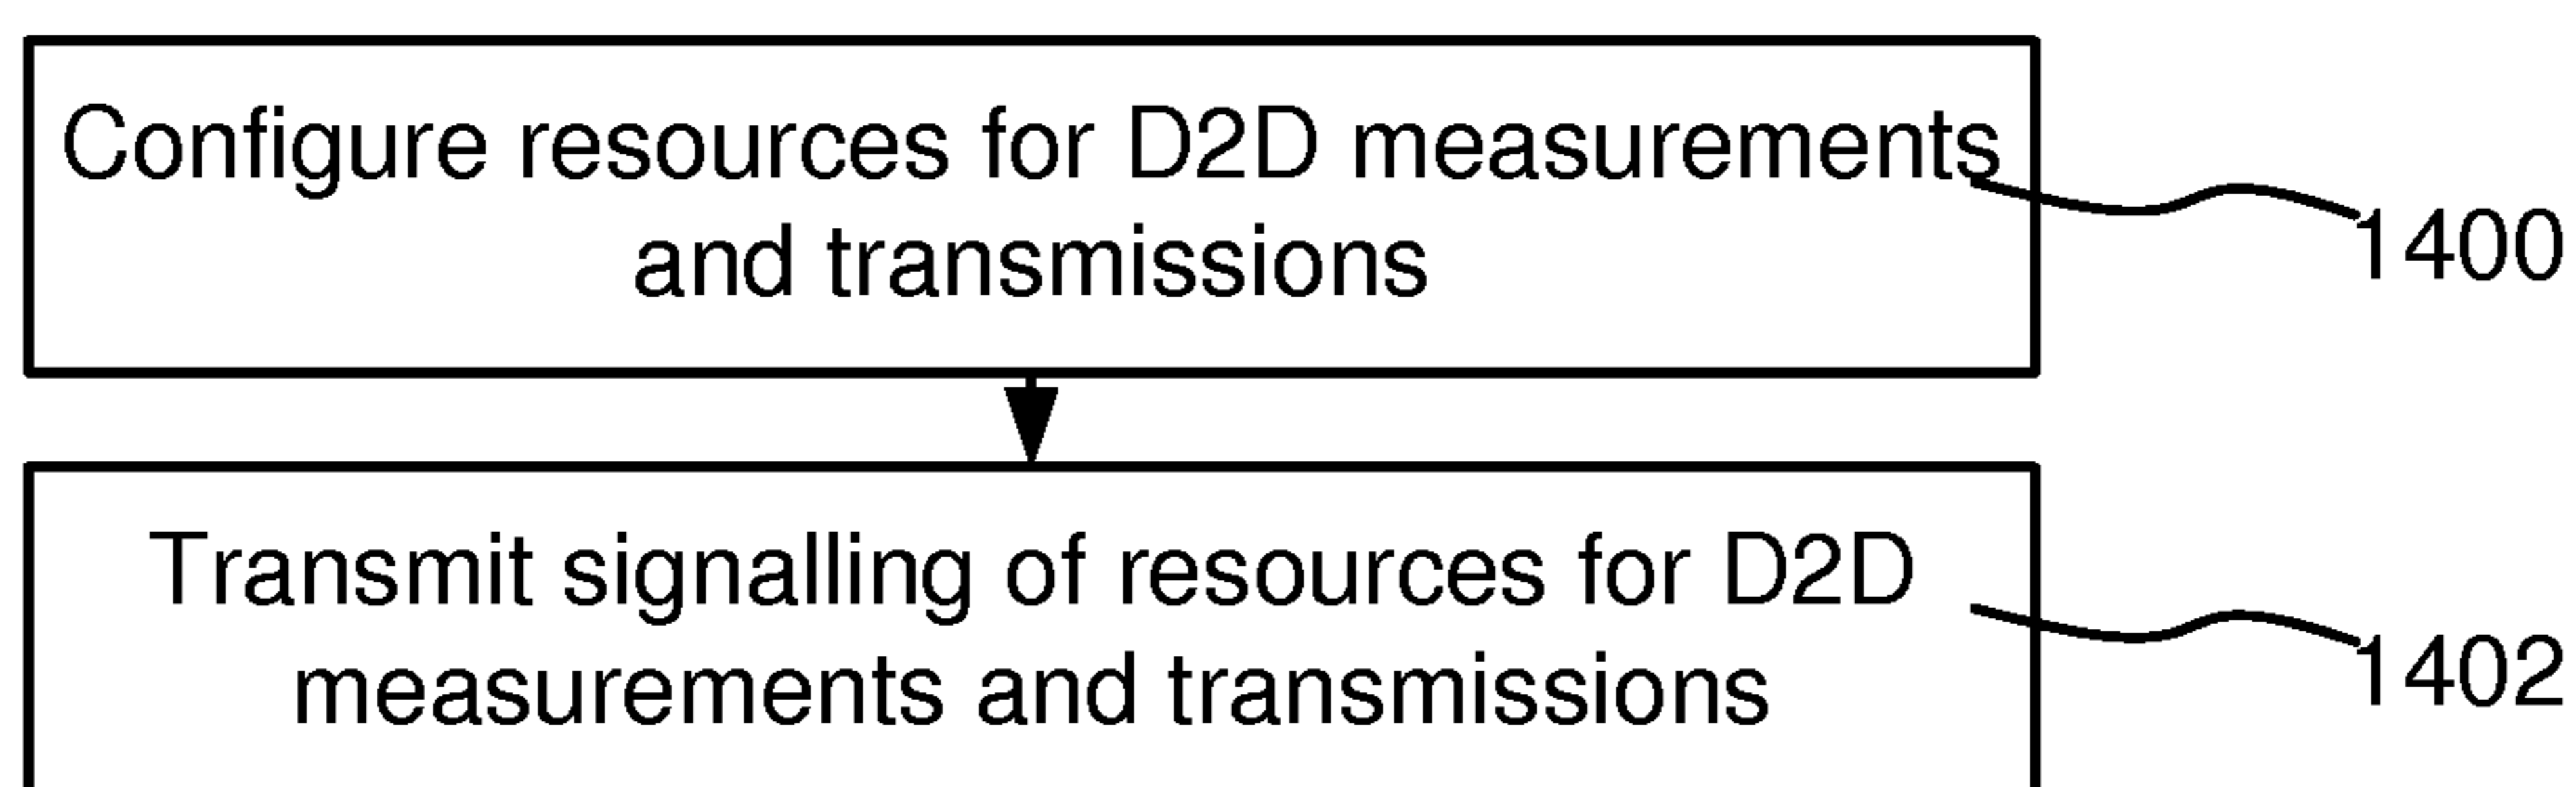 Configure resources for D2D measurements
and transmissions
1400
Transmit signalling of resources for D2D
measurements and transmissions
1402